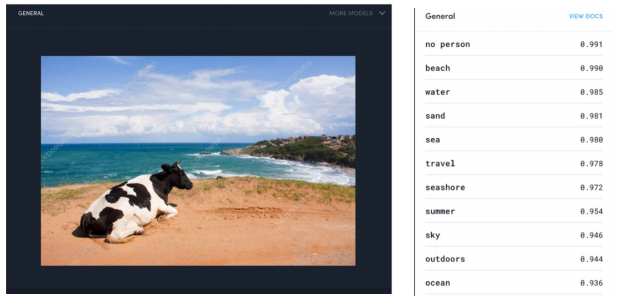 GENERAL
MORE MODELS
General
VIEW DOCS
no person 0.991
beach 0.990
water 0.985
sand 0.981
sea 0.980
travel 0.978
seashore 0.972
summer 0.954
sky 0.946
outdoors 0.944
ocean 0.936